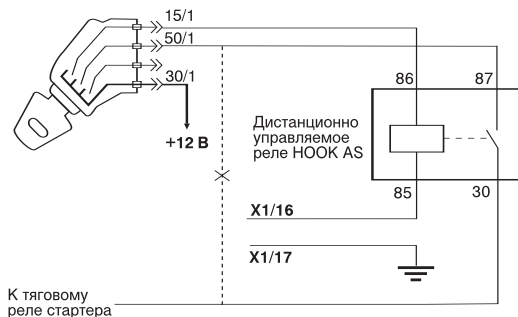 15/1
50/1
30/1
+12 В
86
87
Дистанционно
управляемое
реле HOOK AS
85
30
X1/16
X1/17
К тяговому
реле стартера